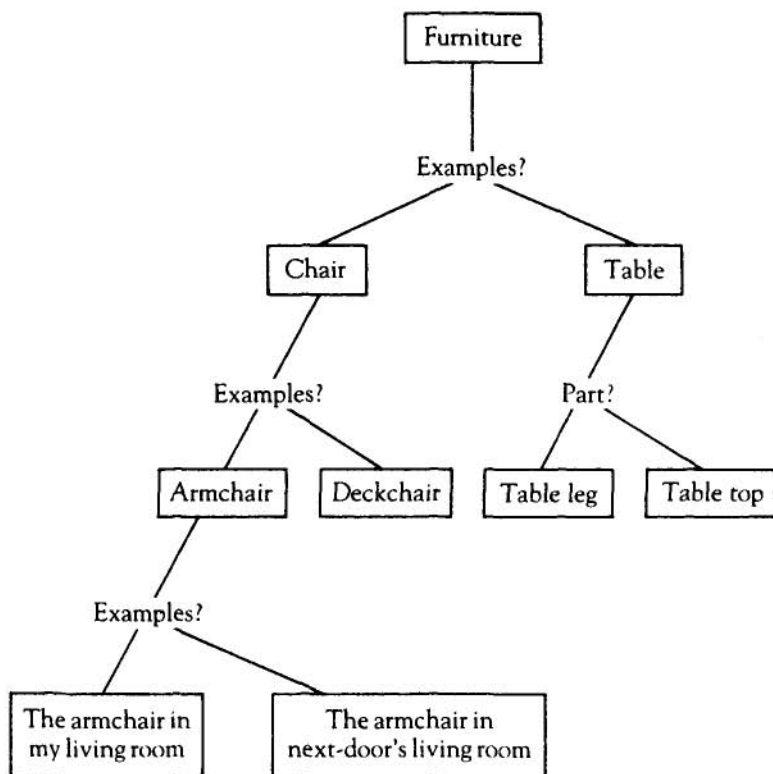 Furniture
Examples?
Chair
Table
Examples?
Part?
Armchair
Deckchair
Table leg
Table top
Examples?
The armchair in
my living room
The armchair in
next-door's living room